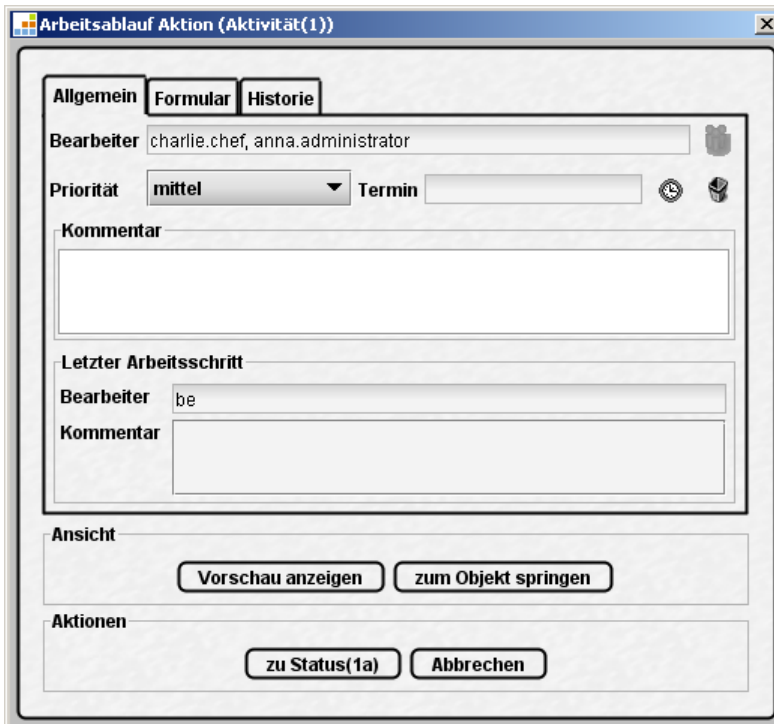 Arbeitsablauf Aktion (Aktivität(1))
Allgemein Formular Historie
Bearbeiter charlie.chef, anna.administrator
Priorität mittel Termin
Kommentar
Letzter Arbeitsschritt
Bearbeiter be
Kommentar
Ansicht
Vorschau anzeigen zum Objekt springen
Aktionen
zu Status(1a) Abbrechen